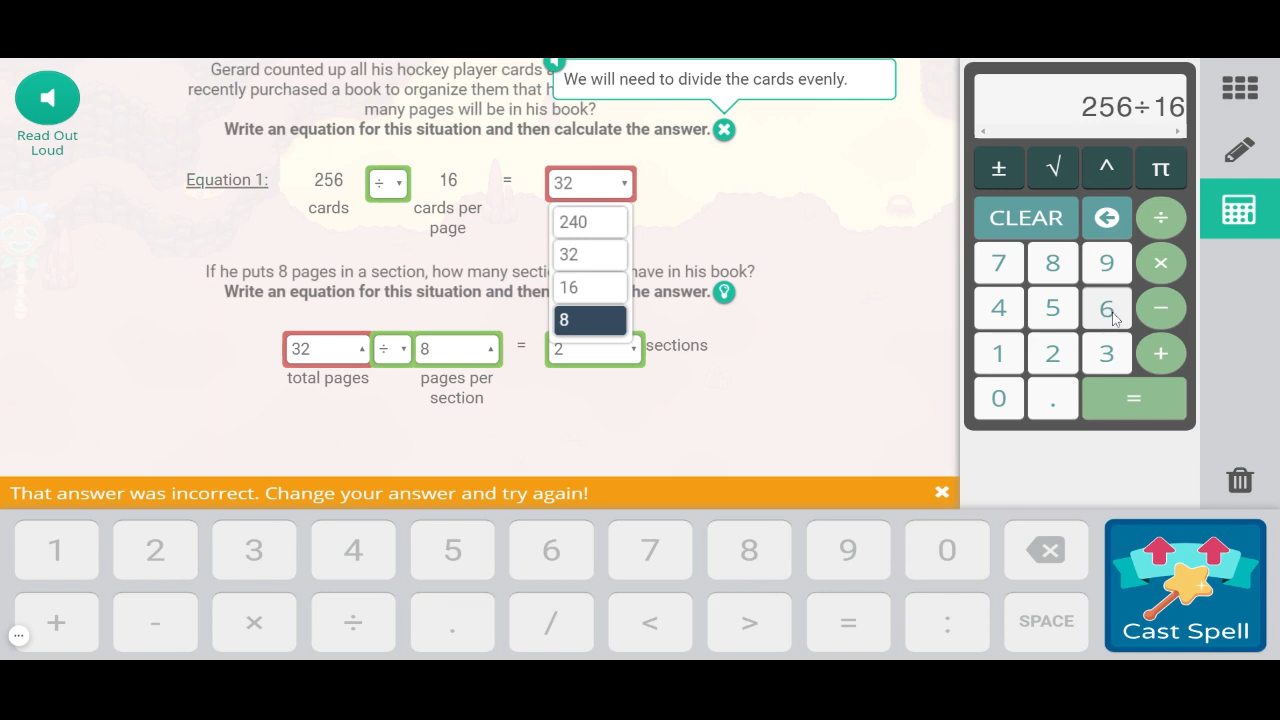 Gerard counted up all his hockey player cards
recently purchased a book to organize them that
many pages will be in his book?
Write an equation for this situation and then calculate the answer.
We will need to divide the cards evenly.
Read Out
Loud
Equation 1:
256 ÷ 16 = 32
cards
cards per
page
240
32
16
8
If he puts 8 pages in a section, how many have in his book?
Write an equation for this situation and then he answer.
32 ÷ 8 = 2 sections
total pages
pages per
section
That answer was incorrect. Change your answer and try again!
256÷16
± √ ^ π
CLEAR ÷
7 8 9 ×
4 5 6 −
1 2 3 +
0 . =
1 2 3 4 5 6 7 8 9 0
+ - × ÷ . / < > = : SPACE
Cast Spell